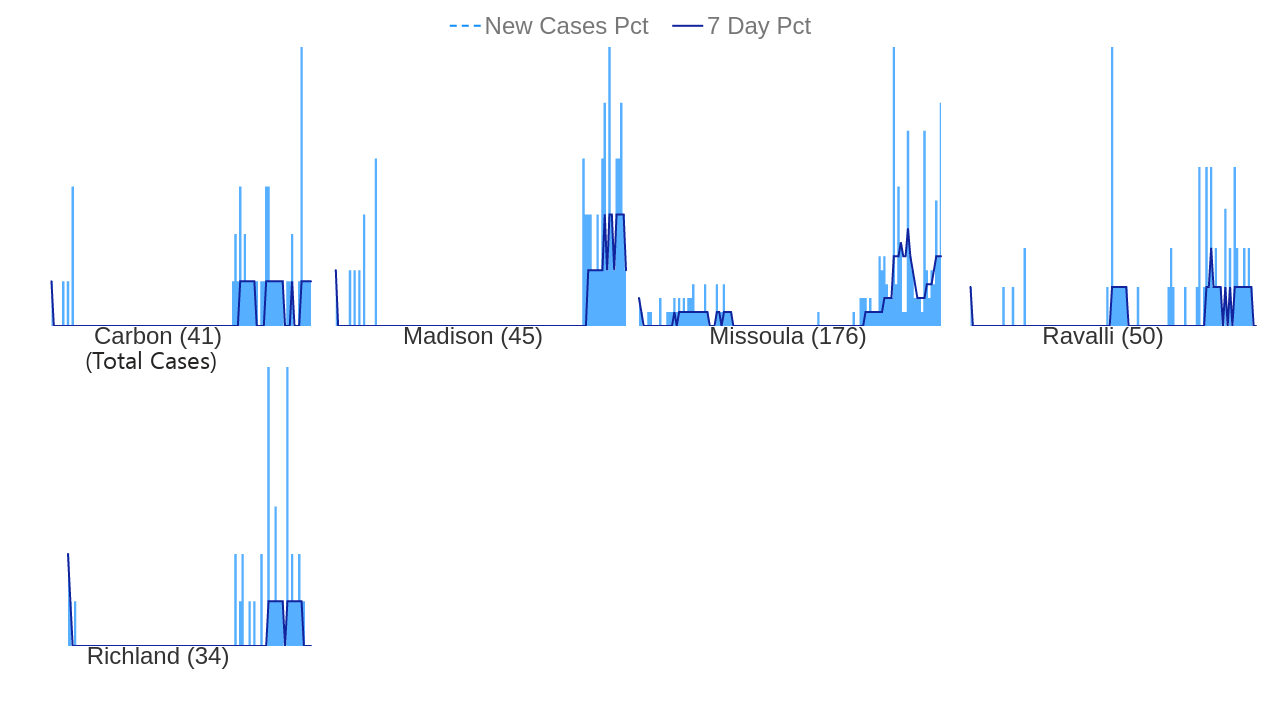 New Cases Pct 7 Day Pct
Carbon (41) Madison (45) Missoula (176) Ravalli (50)
(Total Cases)
Richland (34)